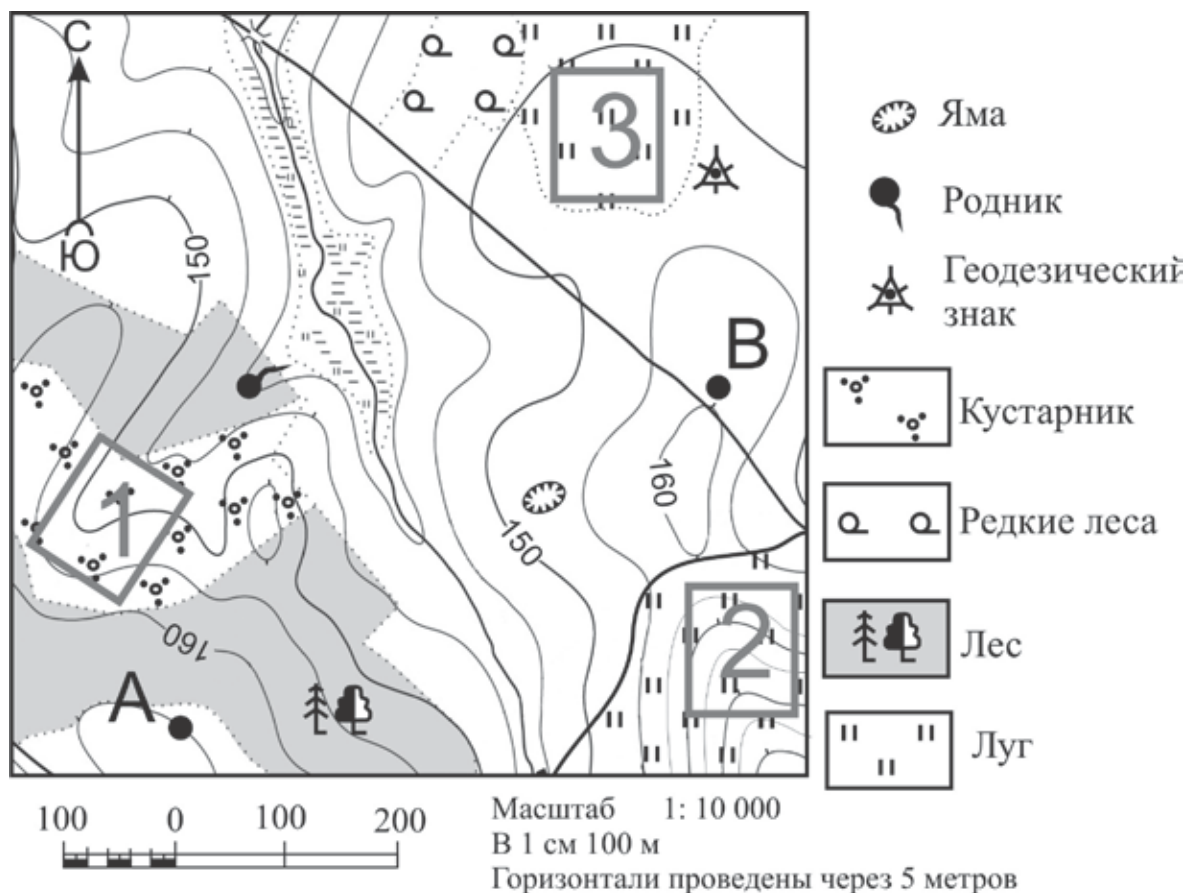 С
Ю
150
3
B
1
160
150
160
2
A
Яма
Родник
Геодезический
знак
Кустарник
Редкие леса
Лес
Луг
100 0 100 200
Масштаб 1: 10 000
В 1 см 100 м
Горизонтали проведены через 5 метров